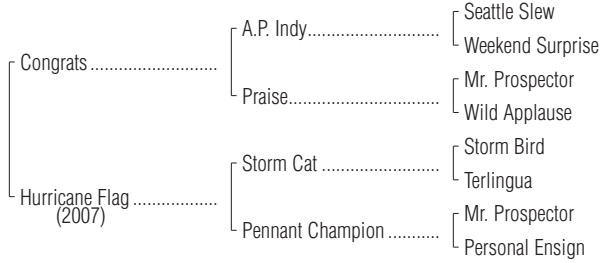 Seattle Slew
A.P. Indy..............................
Weekend Surprise
Congrats .............................
Mr. Prospector
Praise...................................
Wild Applause
Storm Bird
Storm Cat ...........................
Terlingua
Hurricane Flag ...................
(2007)
Mr. Prospector
Pennant Champion ...........
Personal Ensign